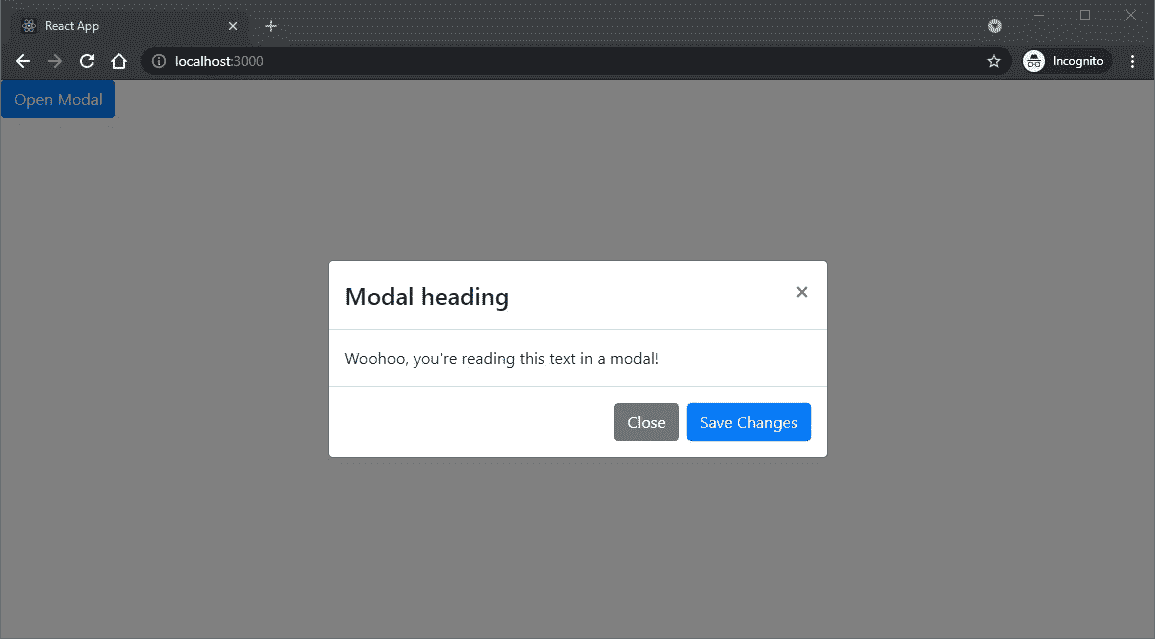 React App
localhost:3000
Incognito
Open Modal
Modal heading
Woohoo, you're reading this text in a modal!
Close Save Changes